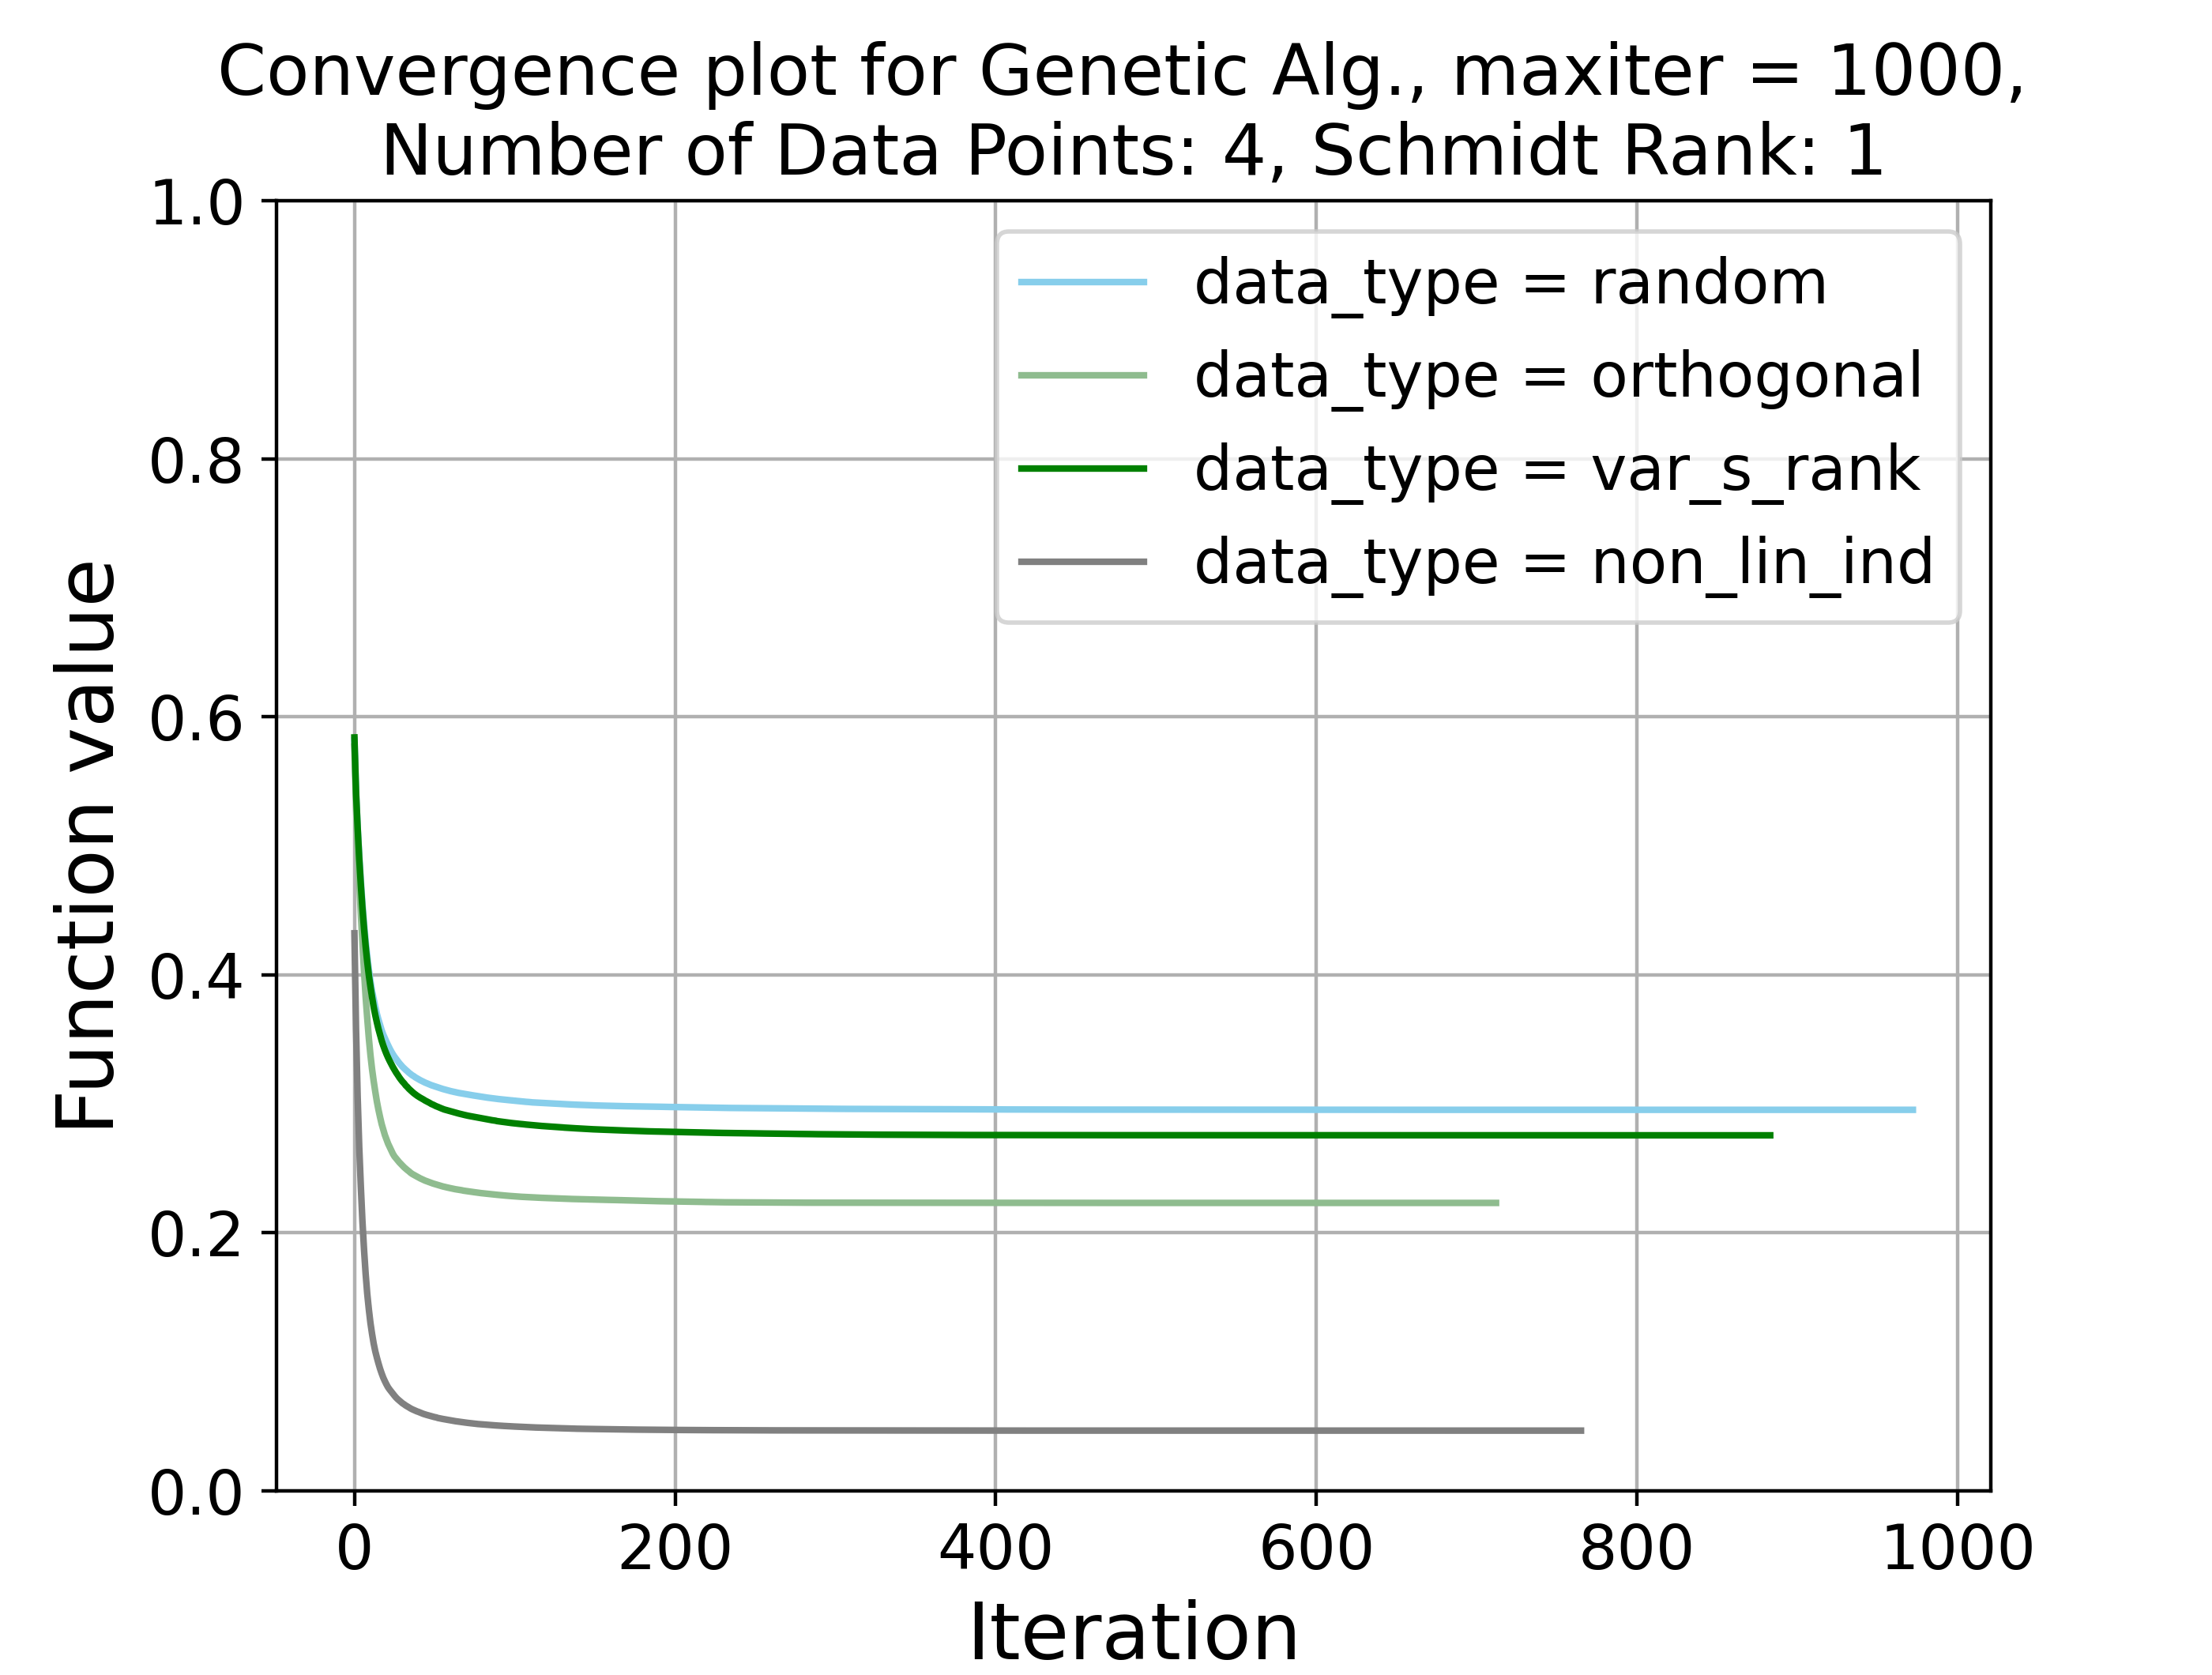 Convergence plot for Genetic Alg., maxiter = 1000,
Number of Data Points: 4, Schmidt Rank: 1
1.0
0.8
0.6
0.4
0.2
0.0
Function value
data_type = random
data_type = orthogonal
data_type = var_s_rank
data_type = non_lin_ind
0 200 400 600 800 1000
Iteration